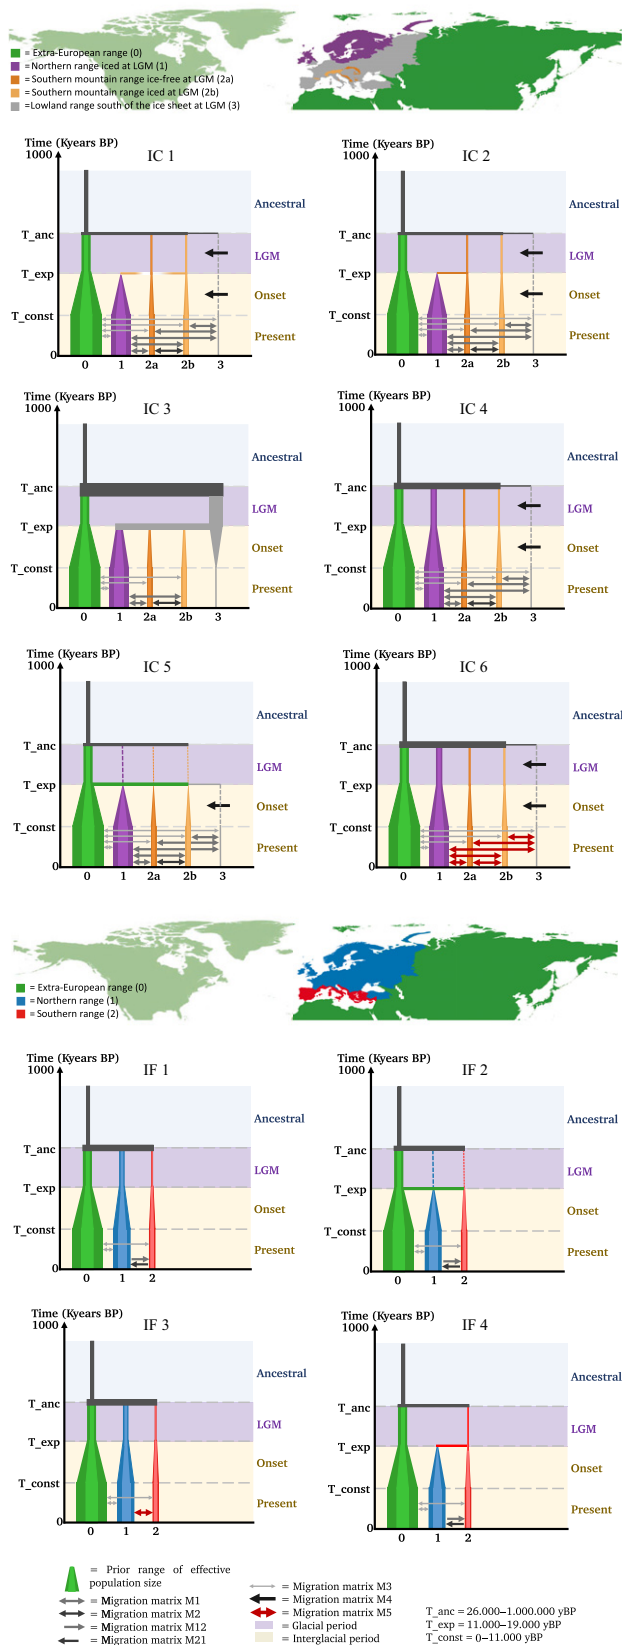 = Extra-European range (0)
= Northern range iced at LGM (1)
= Southern mountain range ice-free at LGM (2a)
= Southern mountain range iced at LGM (2b)
=Lowland range south of the ice sheet at LGM (3)
Time (Kyears BP)
1000
IC 1
Ancestral
T_anc
LGM
T_exp
Onset
T_const
Present
0
0 1 2a 2b 3
Time (Kyears BP)
1000
IC 2
Ancestral
T_anc
LGM
T_exp
Onset
T_const
Present
0
0 1 2a 2b 3
Time (Kyears BP)
1000
IC 3
Ancestral
T_anc
LGM
T_exp
Onset
T_const
Present
0
0 1 2a 2b 3
Time (Kyears BP)
1000
IC 4
Ancestral
T_anc
LGM
T_exp
Onset
T_const
Present
0
0 1 2a 2b 3
Time (Kyears BP)
1000
IC 5
Ancestral
T_anc
LGM
T_exp
Onset
T_const
Present
0
0 1 2a 2b 3
Time (Kyears BP)
1000
IC 6
Ancestral
T_anc
LGM
T_exp
Onset
T_const
Present
0
0 1 2a 2b 3
= Extra-European range (0)
= Northern range (1)
= Southern range (2)
Time (Kyears BP)
1000
IF 1
Ancestral
T_anc
LGM
T_exp
Onset
T_const
Present
0
0 1 2
Time (Kyears BP)
1000
IF 2
Ancestral
T_anc
LGM
T_exp
Onset
T_const
Present
0
0 1 2
Time (Kyears BP)
1000
IF 3
Ancestral
T_anc
LGM
T_exp
Onset
T_const
Present
0
0 1 2
Time (Kyears BP)
1000
IF 4
Ancestral
T_anc
LGM
T_exp
Onset
T_const
Present
0
0 1 2
= Prior range of effective
population size
= Migration matrix M1
= Migration matrix M2
= Migration matrix M12
= Migration matrix M21
= Migration matrix M3
= Migration matrix M4
= Migration matrix M5
= Glacial period
= Interglacial period
T_anc = 26.000–1.000.000 yBP
T_exp = 11.000–19.000 yBP
T_const = 0–11.000 yBP